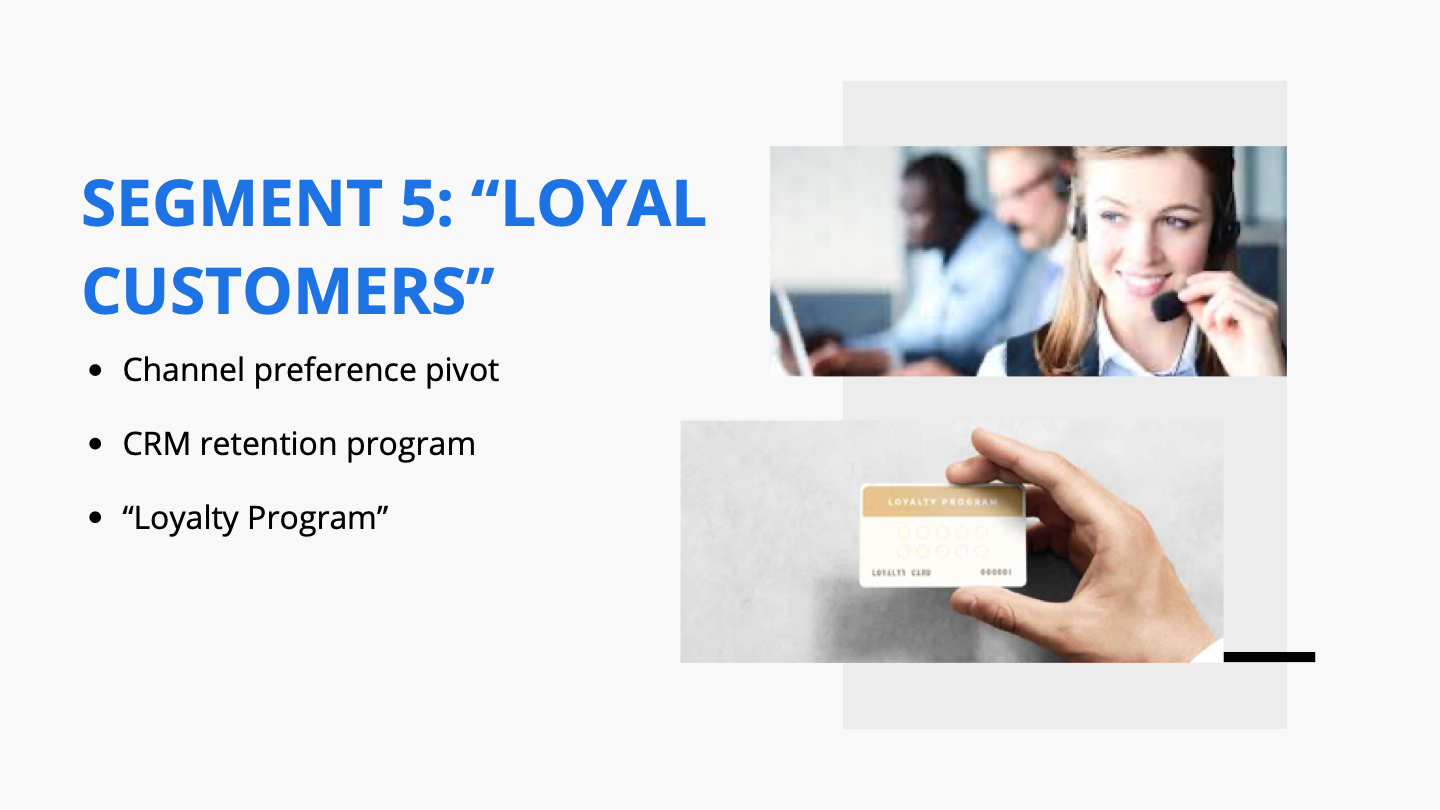 SEGMENT 5: “LOYAL
CUSTOMERS”
• Channel preference pivot
• CRM retention program
• “Loyalty Program”
LOYALTY PROGRAM
LOYALTY CARD 000001